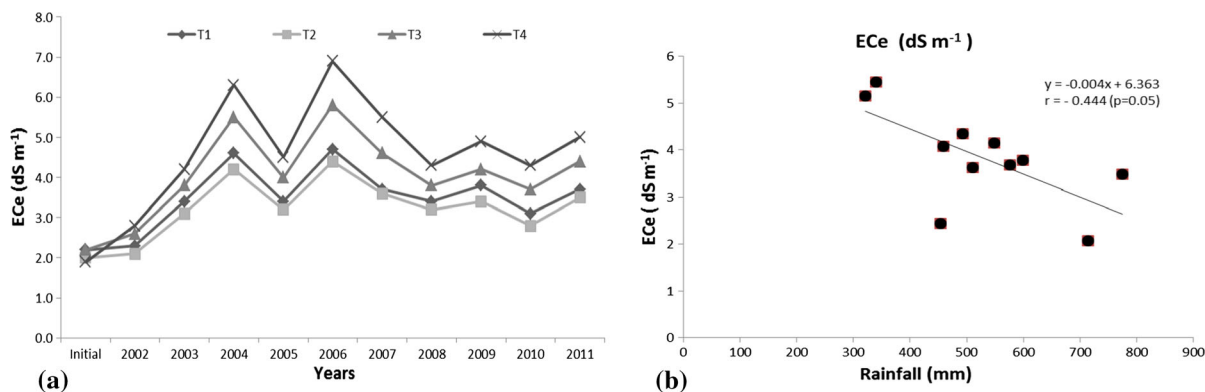 8.0
7.0
6.0
5.0
4.0
3.0
2.0
1.0
0.0
ECe (dS m⁻¹)
T1 T2 T3 T4
Initial 2002 2003 2004 2005 2006 2007 2008 2009 2010 2011
Years
(a)
ECe (dS m⁻¹)
y = -0.004x + 6.363
r = - 0.444 (p=0.05)
6
5
4
3
2
1
0
ECe ( dS m⁻¹)
0 100 200 300 400 500 600 700 800 900
Rainfall (mm)
(b)